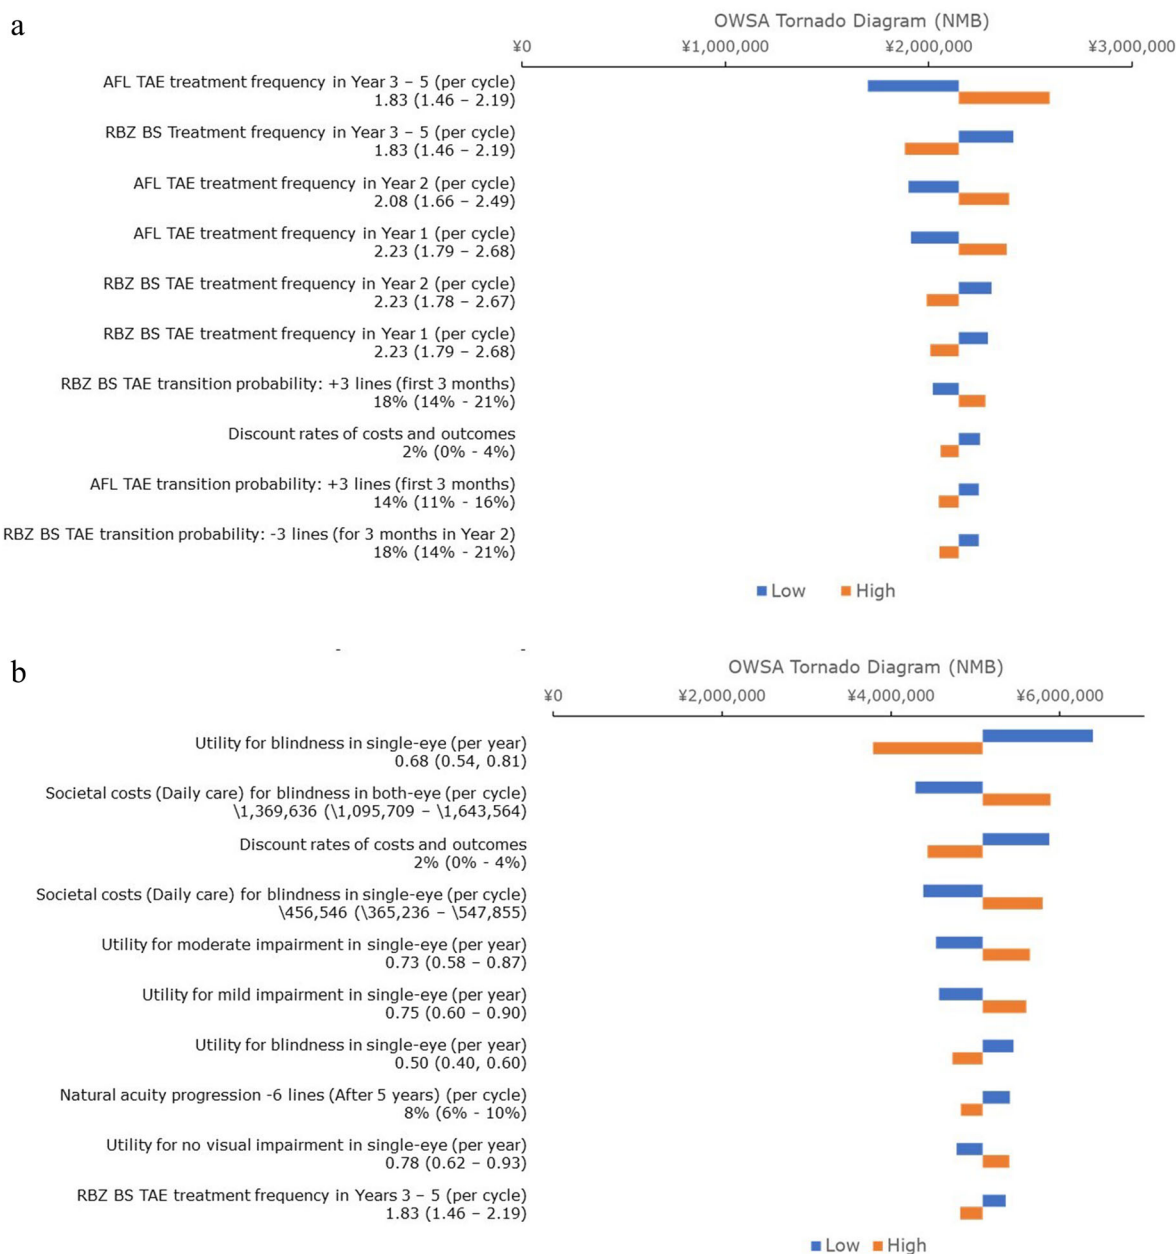 a
OWSA Tornado Diagram (NMB)
¥0 ¥1,000,000 ¥2,000,000 ¥3,000,000
AFL TAE treatment frequency in Year 3 – 5 (per cycle)
1.83 (1.46 – 2.19)
RBZ BS Treatment frequency in Year 3 – 5 (per cycle)
1.83 (1.46 – 2.19)
AFL TAE treatment frequency in Year 2 (per cycle)
2.08 (1.66 – 2.49)
AFL TAE treatment frequency in Year 1 (per cycle)
2.23 (1.79 – 2.68)
RBZ BS TAE treatment frequency in Year 2 (per cycle)
2.23 (1.78 – 2.67)
RBZ BS TAE treatment frequency in Year 1 (per cycle)
2.23 (1.79 – 2.68)
RBZ BS TAE transition probability: +3 lines (first 3 months)
18% (14% - 21%)
Discount rates of costs and outcomes
2% (0% - 4%)
AFL TAE transition probability: +3 lines (first 3 months)
14% (11% - 16%)
RBZ BS TAE transition probability: -3 lines (for 3 months in Year 2)
18% (14% - 21%)
Low High
b
OWSA Tornado Diagram (NMB)
¥0 ¥2,000,000 ¥4,000,000 ¥6,000,000
Utility for blindness in single-eye (per year)
0.68 (0.54, 0.81)
Societal costs (Daily care) for blindness in both-eye (per cycle)
\1,369,636 (\1,095,709 – \1,643,564)
Discount rates of costs and outcomes
2% (0% - 4%)
Societal costs (Daily care) for blindness in single-eye (per cycle)
\456,546 (\365,236 – \547,855)
Utility for moderate impairment in single-eye (per year)
0.73 (0.58 – 0.87)
Utility for mild impairment in single-eye (per year)
0.75 (0.60 – 0.90)
Utility for blindness in single-eye (per year)
0.50 (0.40, 0.60)
Natural acuity progression -6 lines (After 5 years) (per cycle)
8% (6% - 10%)
Utility for no visual impairment in single-eye (per year)
0.78 (0.62 – 0.93)
RBZ BS TAE treatment frequency in Years 3 – 5 (per cycle)
1.83 (1.46 – 2.19)
Low High